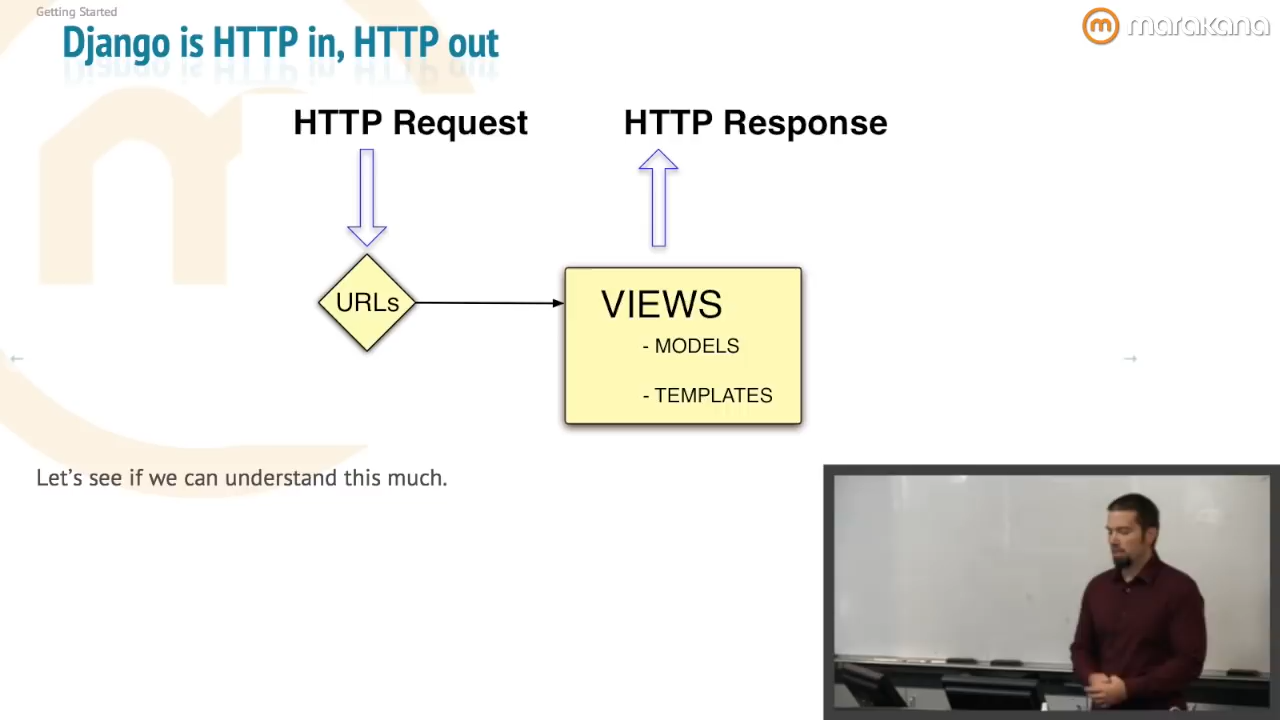 Getting Started
Django is HTTP in, HTTP out
marakana
HTTP Request
HTTP Response
URLs
VIEWS
- MODELS
- TEMPLATES
Let's see if we can understand this much.